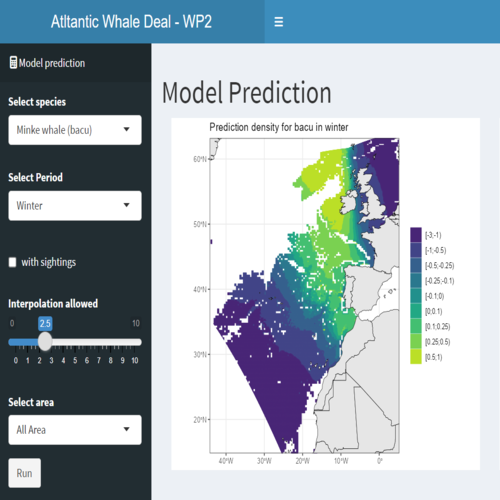 Atltantic Whale Deal - WP2
Model prediction
Select species
Minke whale (bacu)
Select Period
Winter
with sightings
Interpolation allowed
0 2.5 10
0 1 2 3 4 5 6 7 8 9 10
Select area
All Area
Run
Model Prediction
Prediction density for bacu in winter
60°N
50°N
40°N
30°N
20°N
40°W 30°W 20°W 10°W 0°
[-3;-1)
[-1;-0.5)
[-0.5;-0.25)
[-0.25;-0.1)
[-0.1;0)
[0;0.1)
[0.1;0.25)
[0.25;0.5)
[0.5;1)